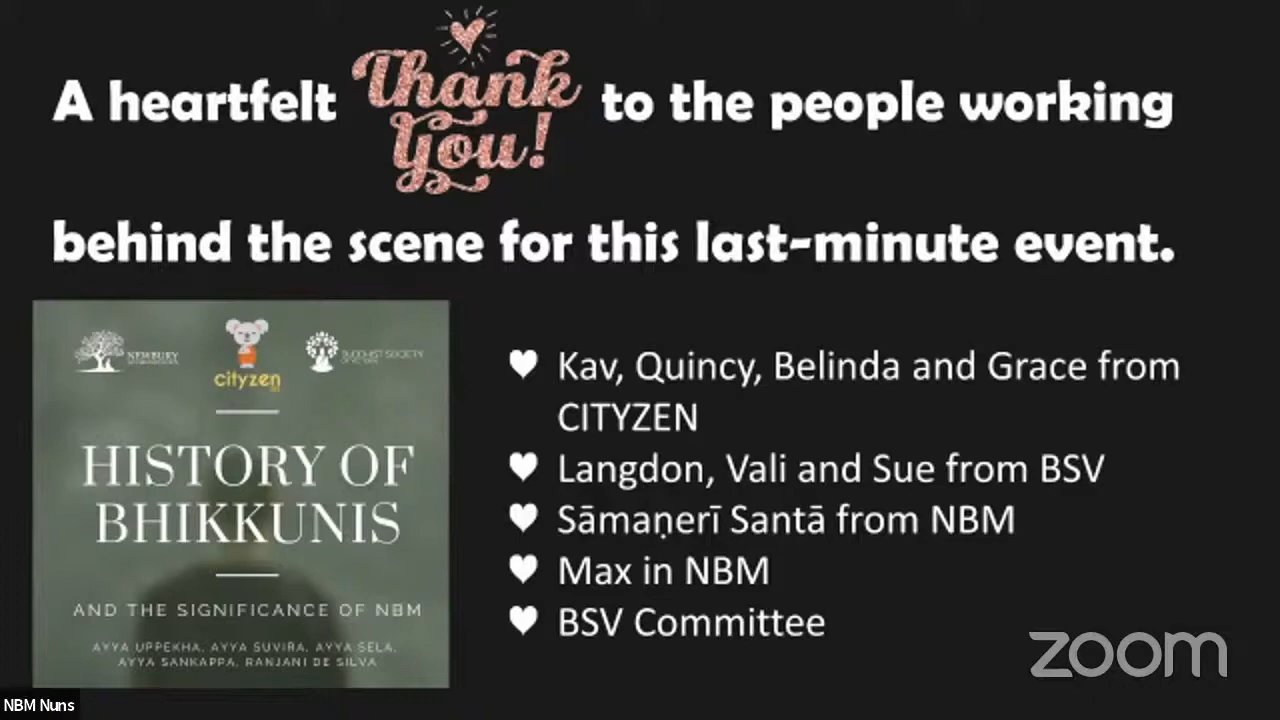 A heartfelt Thank You! to the people working
behind the scene for this last-minute event.
NEWBURY
cityzen
BUDDHIST SOCIETY
HISTORY OF
BHIKKUNIS
AND THE SIGNIFICANCE OF NBM
AYYA UPPEKHA, AYYA SUVIRA, AYYA SELA,
AYYA SANKAPPA, RANJANI DE SILVA
♥ Kav, Quincy, Belinda and Grace from
CITYZEN
♥ Langdon, Vali and Sue from BSV
♥ Sāmaṇerī Santā from NBM
♥ Max in NBM
♥ BSV Committee
zoom
NBM Nuns